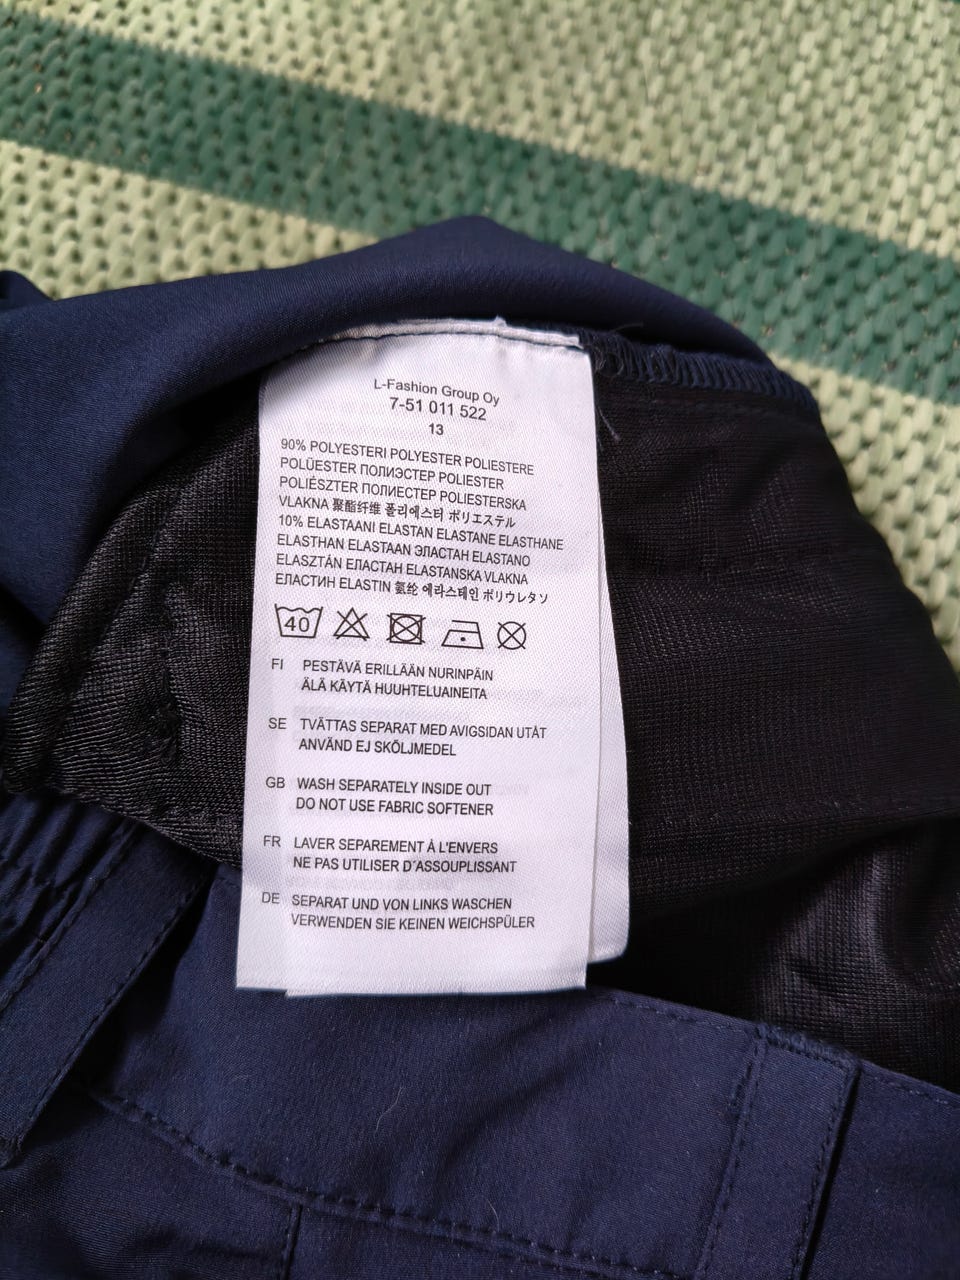 L-Fashion Group Oy
7-51 011 522
13
90% POLYESTERI POLYESTER POLIESTERE
POLÜESTER ПОЛИЭСТЕР POLIESTER
POLIÉSZTER ПОЛИЕСТЕР POLIESTERSKA
VLAKNA 聚酯纤维 폴리에스터 ポリエステル
10% ELASTAANI ELASTAN ELASTANE ELASTHANE
ELASTHAN ELASTAAN ЭЛАСТАН ELASTANO
ELASZTÁN ЕЛАСТАН ELASTANSKA VLAKNA
ЕЛАСТИН ELASTIN 氨纶 에라스테인 ポリウレタン
40
FI PESTÄVÄ ERILLÄÄN NURINPÄIN
ÄLÄ KÄYTÄ HUUHTELUAINEITA
SE TVÄTTAS SEPARAT MED AVIGSIDAN UTÅT
ANVÄND EJ SKÖLJMEDEL
GB WASH SEPARATELY INSIDE OUT
DO NOT USE FABRIC SOFTENER
FR LAVER SEPAREMENT À L'ENVERS
NE PAS UTILISER D´ASSOUPLISSANT
DE SEPARAT UND VON LINKS WASCHEN
VERWENDEN SIE KEINEN WEICHSPÜLER